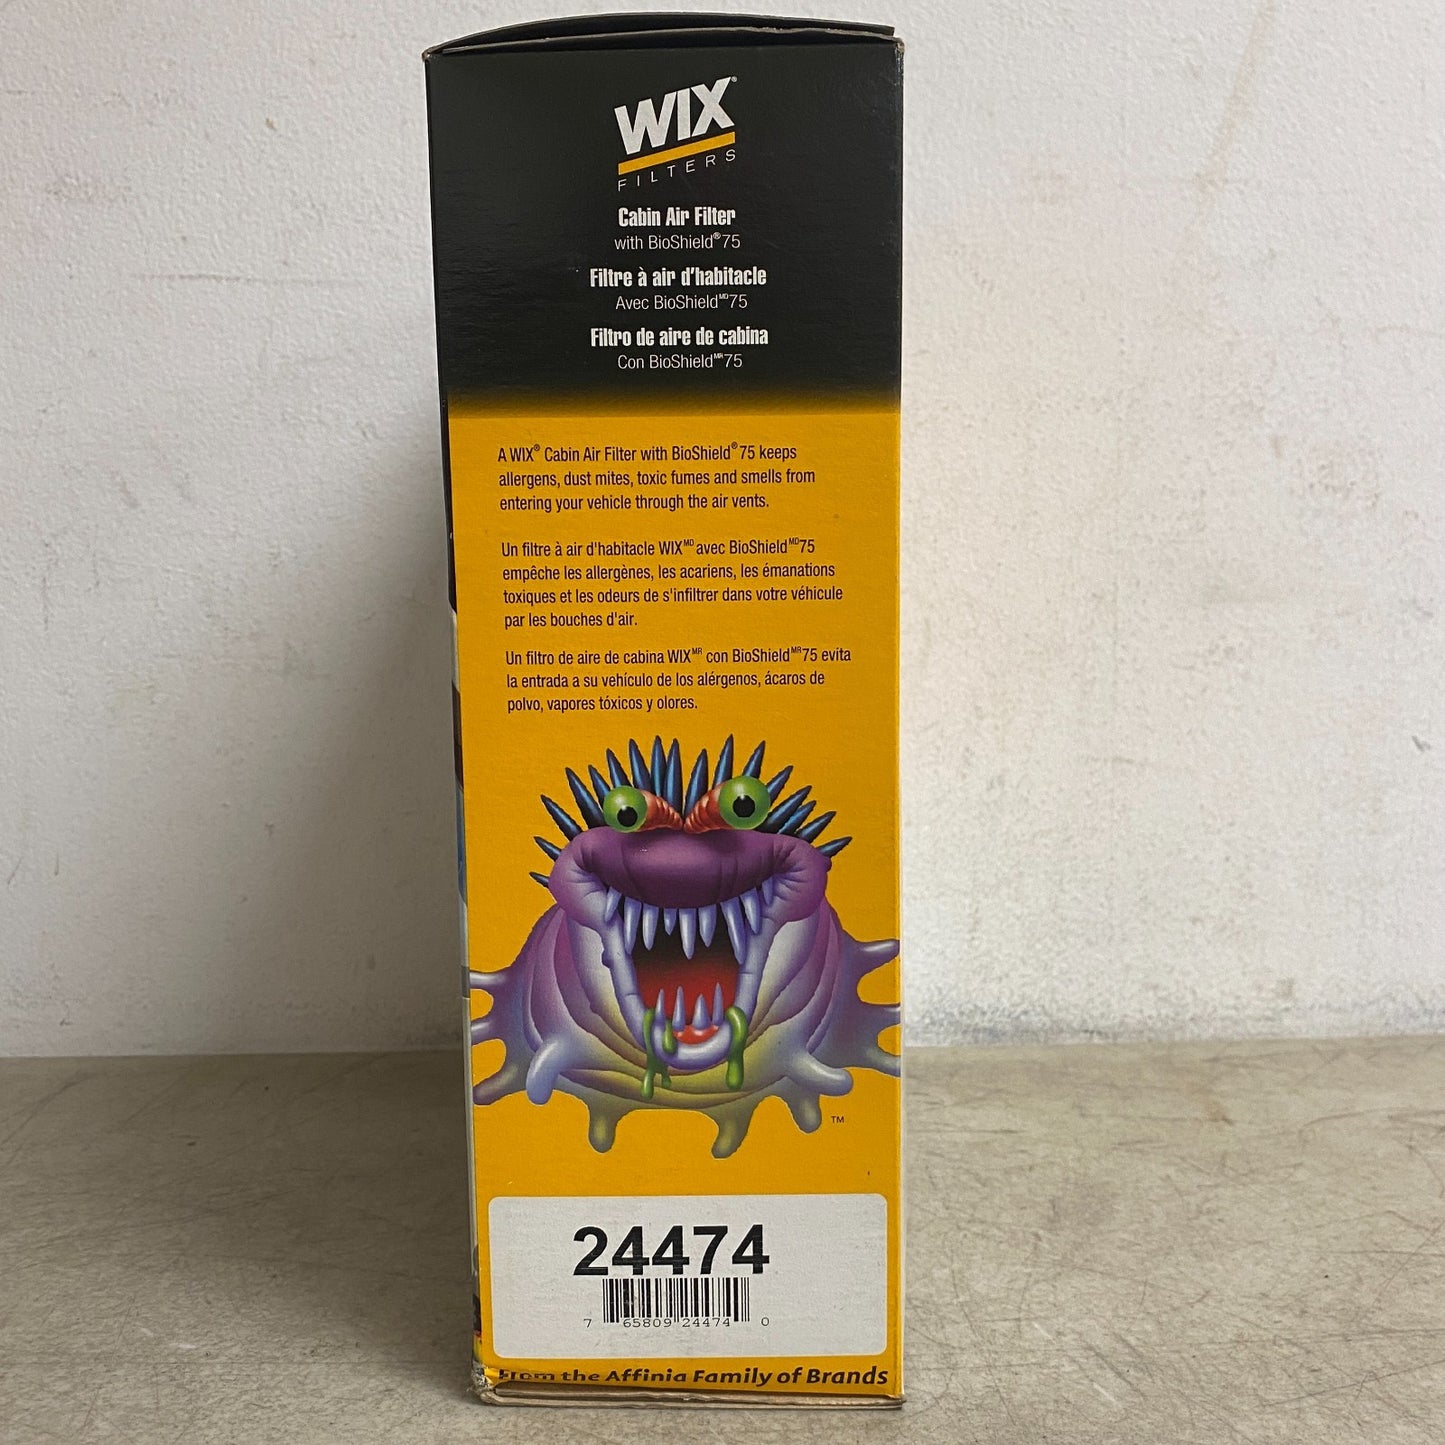 WIX®
FILTERS
Cabin Air Filter
with BioShield®75
Filtre à air d'habitacle
Avec BioShieldᴹᴰ75
Filtro de aire de cabina
Con BioShieldᴹᴿ75
A WIX® Cabin Air Filter with BioShield®75 keeps
allergens, dust mites, toxic fumes and smells from
entering your vehicle through the air vents.
Un filtre à air d'habitacle WIXᴹᴰ avec BioShieldᴹᴰ75
empêche les allergènes, les acariens, les émanations
toxiques et les odeurs de s'infiltrer dans votre véhicule
par les bouches d'air.
Un filtro de aire de cabina WIXᴹᴿ con BioShieldᴹᴿ75 evita
la entrada a su vehículo de los alérgenos, ácaros de
polvo, vapores tóxicos y olores.
™
24474
7 65809 24474 0
From the Affinia Family of Brands